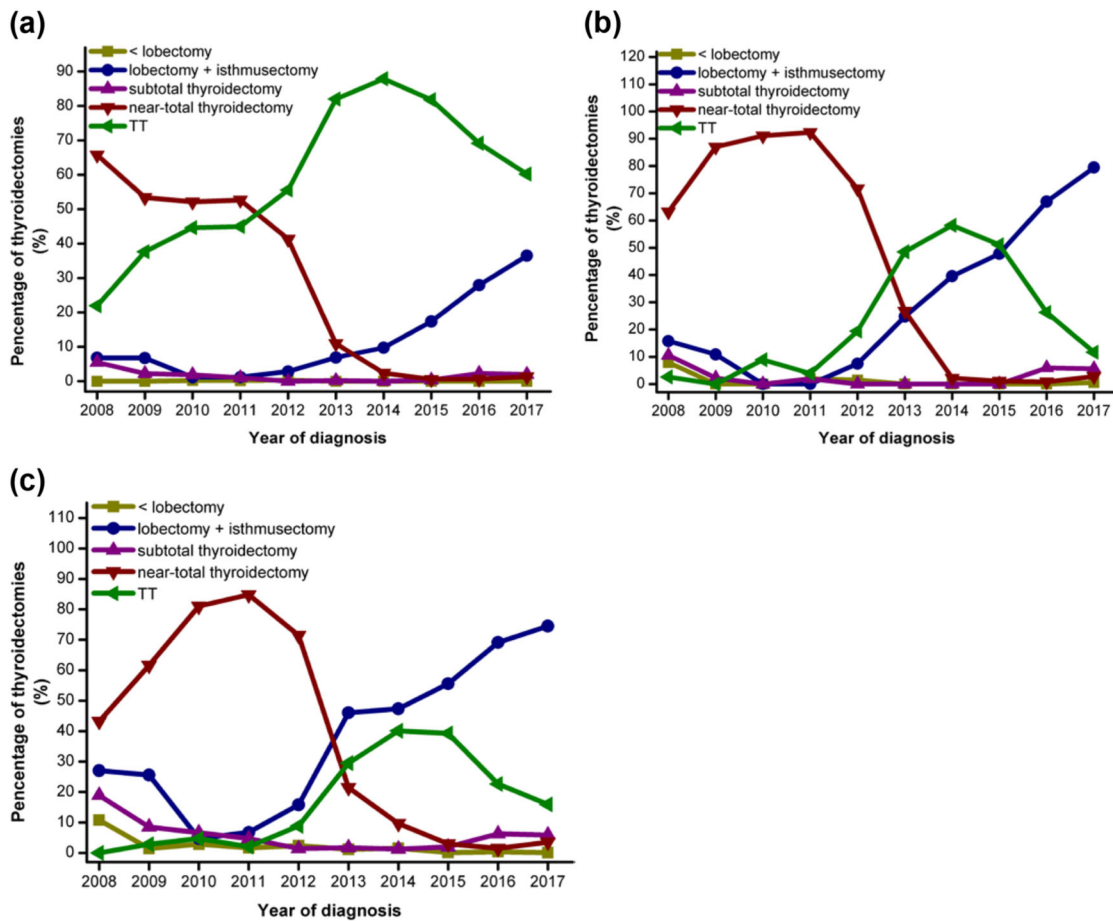 (a)
< lobectomy
lobectomy + isthmusectomy
subtotal thyroidectomy
near-total thyroidectomy
TT
Pencentage of thyroidectomies
(%)
90
80
70
60
50
40
30
20
10
0
2008 2009 2010 2011 2012 2013 2014 2015 2016 2017
Year of diagnosis
(b)
< lobectomy
lobectomy + isthmusectomy
subtotal thyroidectomy
near-total thyroidectomy
TT
Pencentage of thyroidectomies
(%)
120
110
100
90
80
70
60
50
40
30
20
10
0
2008 2009 2010 2011 2012 2013 2014 2015 2016 2017
Year of diagnosis
(c)
< lobectomy
lobectomy + isthmusectomy
subtotal thyroidectomy
near-total thyroidectomy
TT
Pencentage of thyroidectomies
(%)
110
100
90
80
70
60
50
40
30
20
10
0
2008 2009 2010 2011 2012 2013 2014 2015 2016 2017
Year of diagnosis